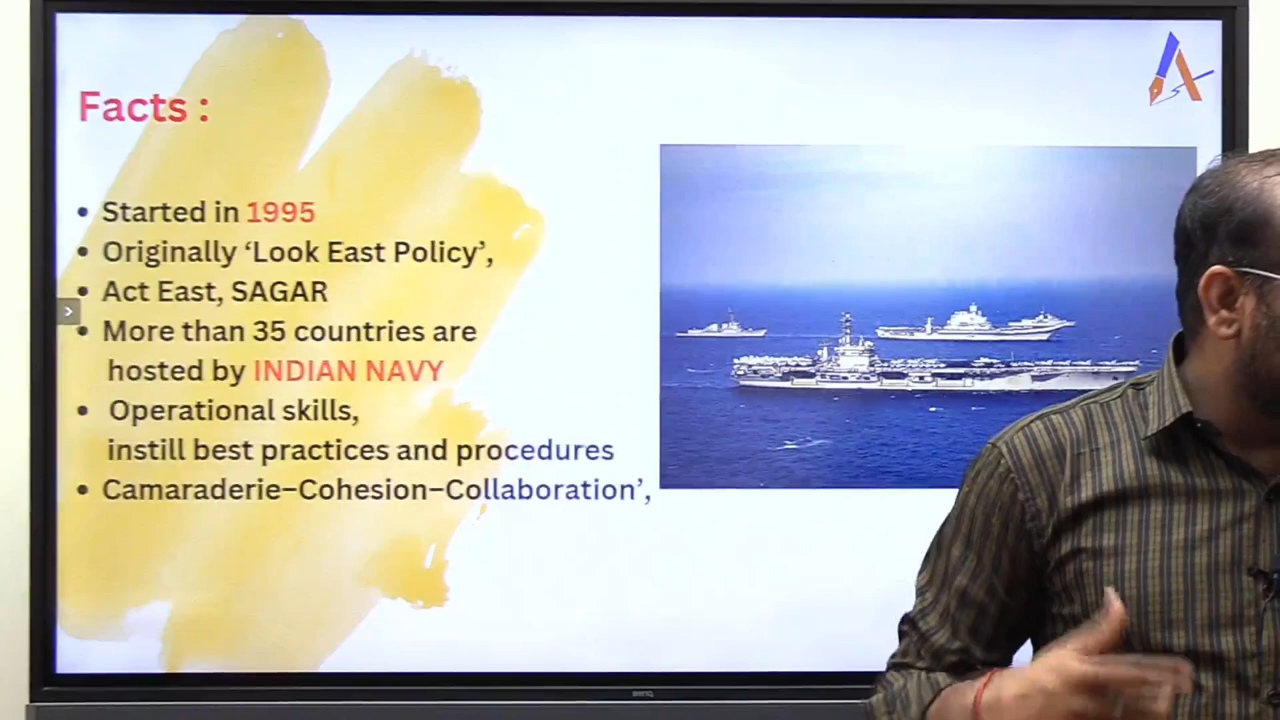 Facts :
• Started in 1995
• Originally ‘Look East Policy’,
• Act East, SAGAR
• More than 35 countries are
hosted by INDIAN NAVY
• Operational skills,
instill best practices and procedures
• Camaraderie–Cohesion–Collaboration’,
BenQ